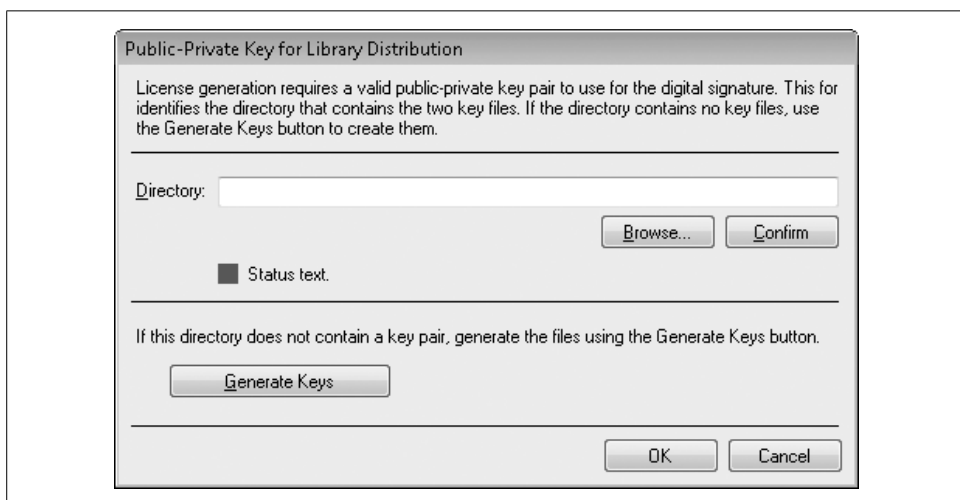 Public-Private Key for Library Distribution
License generation requires a valid public-private key pair to use for the digital signature. This for
identifies the directory that contains the two key files. If the directory contains no key files, use
the Generate Keys button to create them.
Directory:
Browse... Confirm
Status text.
If this directory does not contain a key pair, generate the files using the Generate Keys button.
Generate Keys
OK Cancel